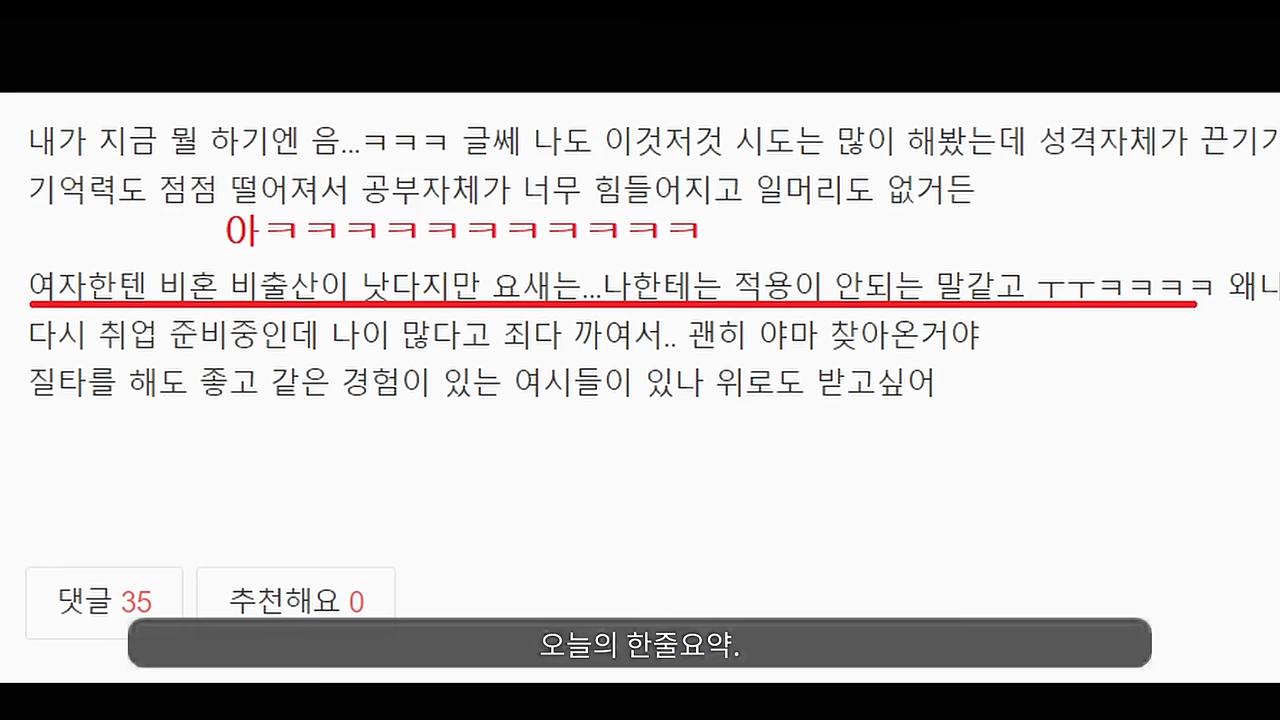 내가 지금 뭘 하기엔 음...ㅋㅋㅋ 글쎄 나도 이것저것 시도는 많이 해봤는데 성격자체가 끈기가
기억력도 점점 떨어져서 공부자체가 너무 힘들어지고 일머리도 없거든
아ㅋㅋㅋㅋㅋㅋㅋㅋㅋㅋㅋ
여자한텐 비혼 비출산이 낫다지만 요새는...나한테는 적용이 안되는 말같고 ㅜㅜㅋㅋㅋㅋ 왜냐
다시 취업 준비중인데 나이 많다고 죄다 까여서.. 괜히 야마 찾아온거야
질타를 해도 좋고 같은 경험이 있는 여시들이 있나 위로도 받고싶어
댓글 35 추천해요 0
오늘의 한줄요약.